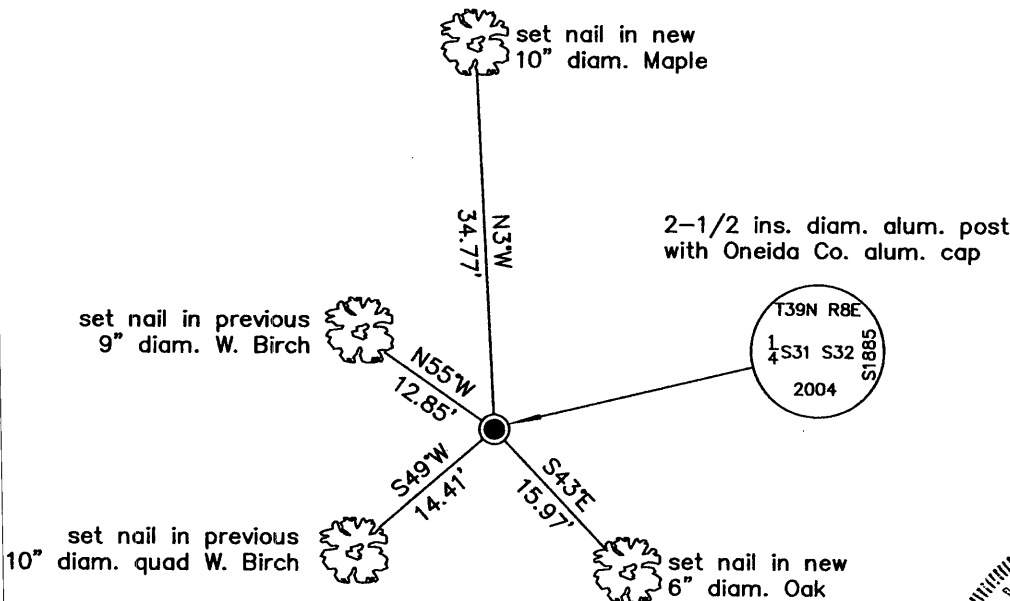 set nail in new
10" diam. Maple
N3°W
34.77'
2-1/2 ins. diam. alum. post
with Oneida Co. alum. cap
T39N R8E
1/4 S31 S32
S1885
2004
set nail in previous
9" diam. W. Birch
N55°W
12.85'
S49°W
14.41'
S43°E
15.97'
set nail in previous
10" diam. quad W. Birch
set nail in new
6" diam. Oak